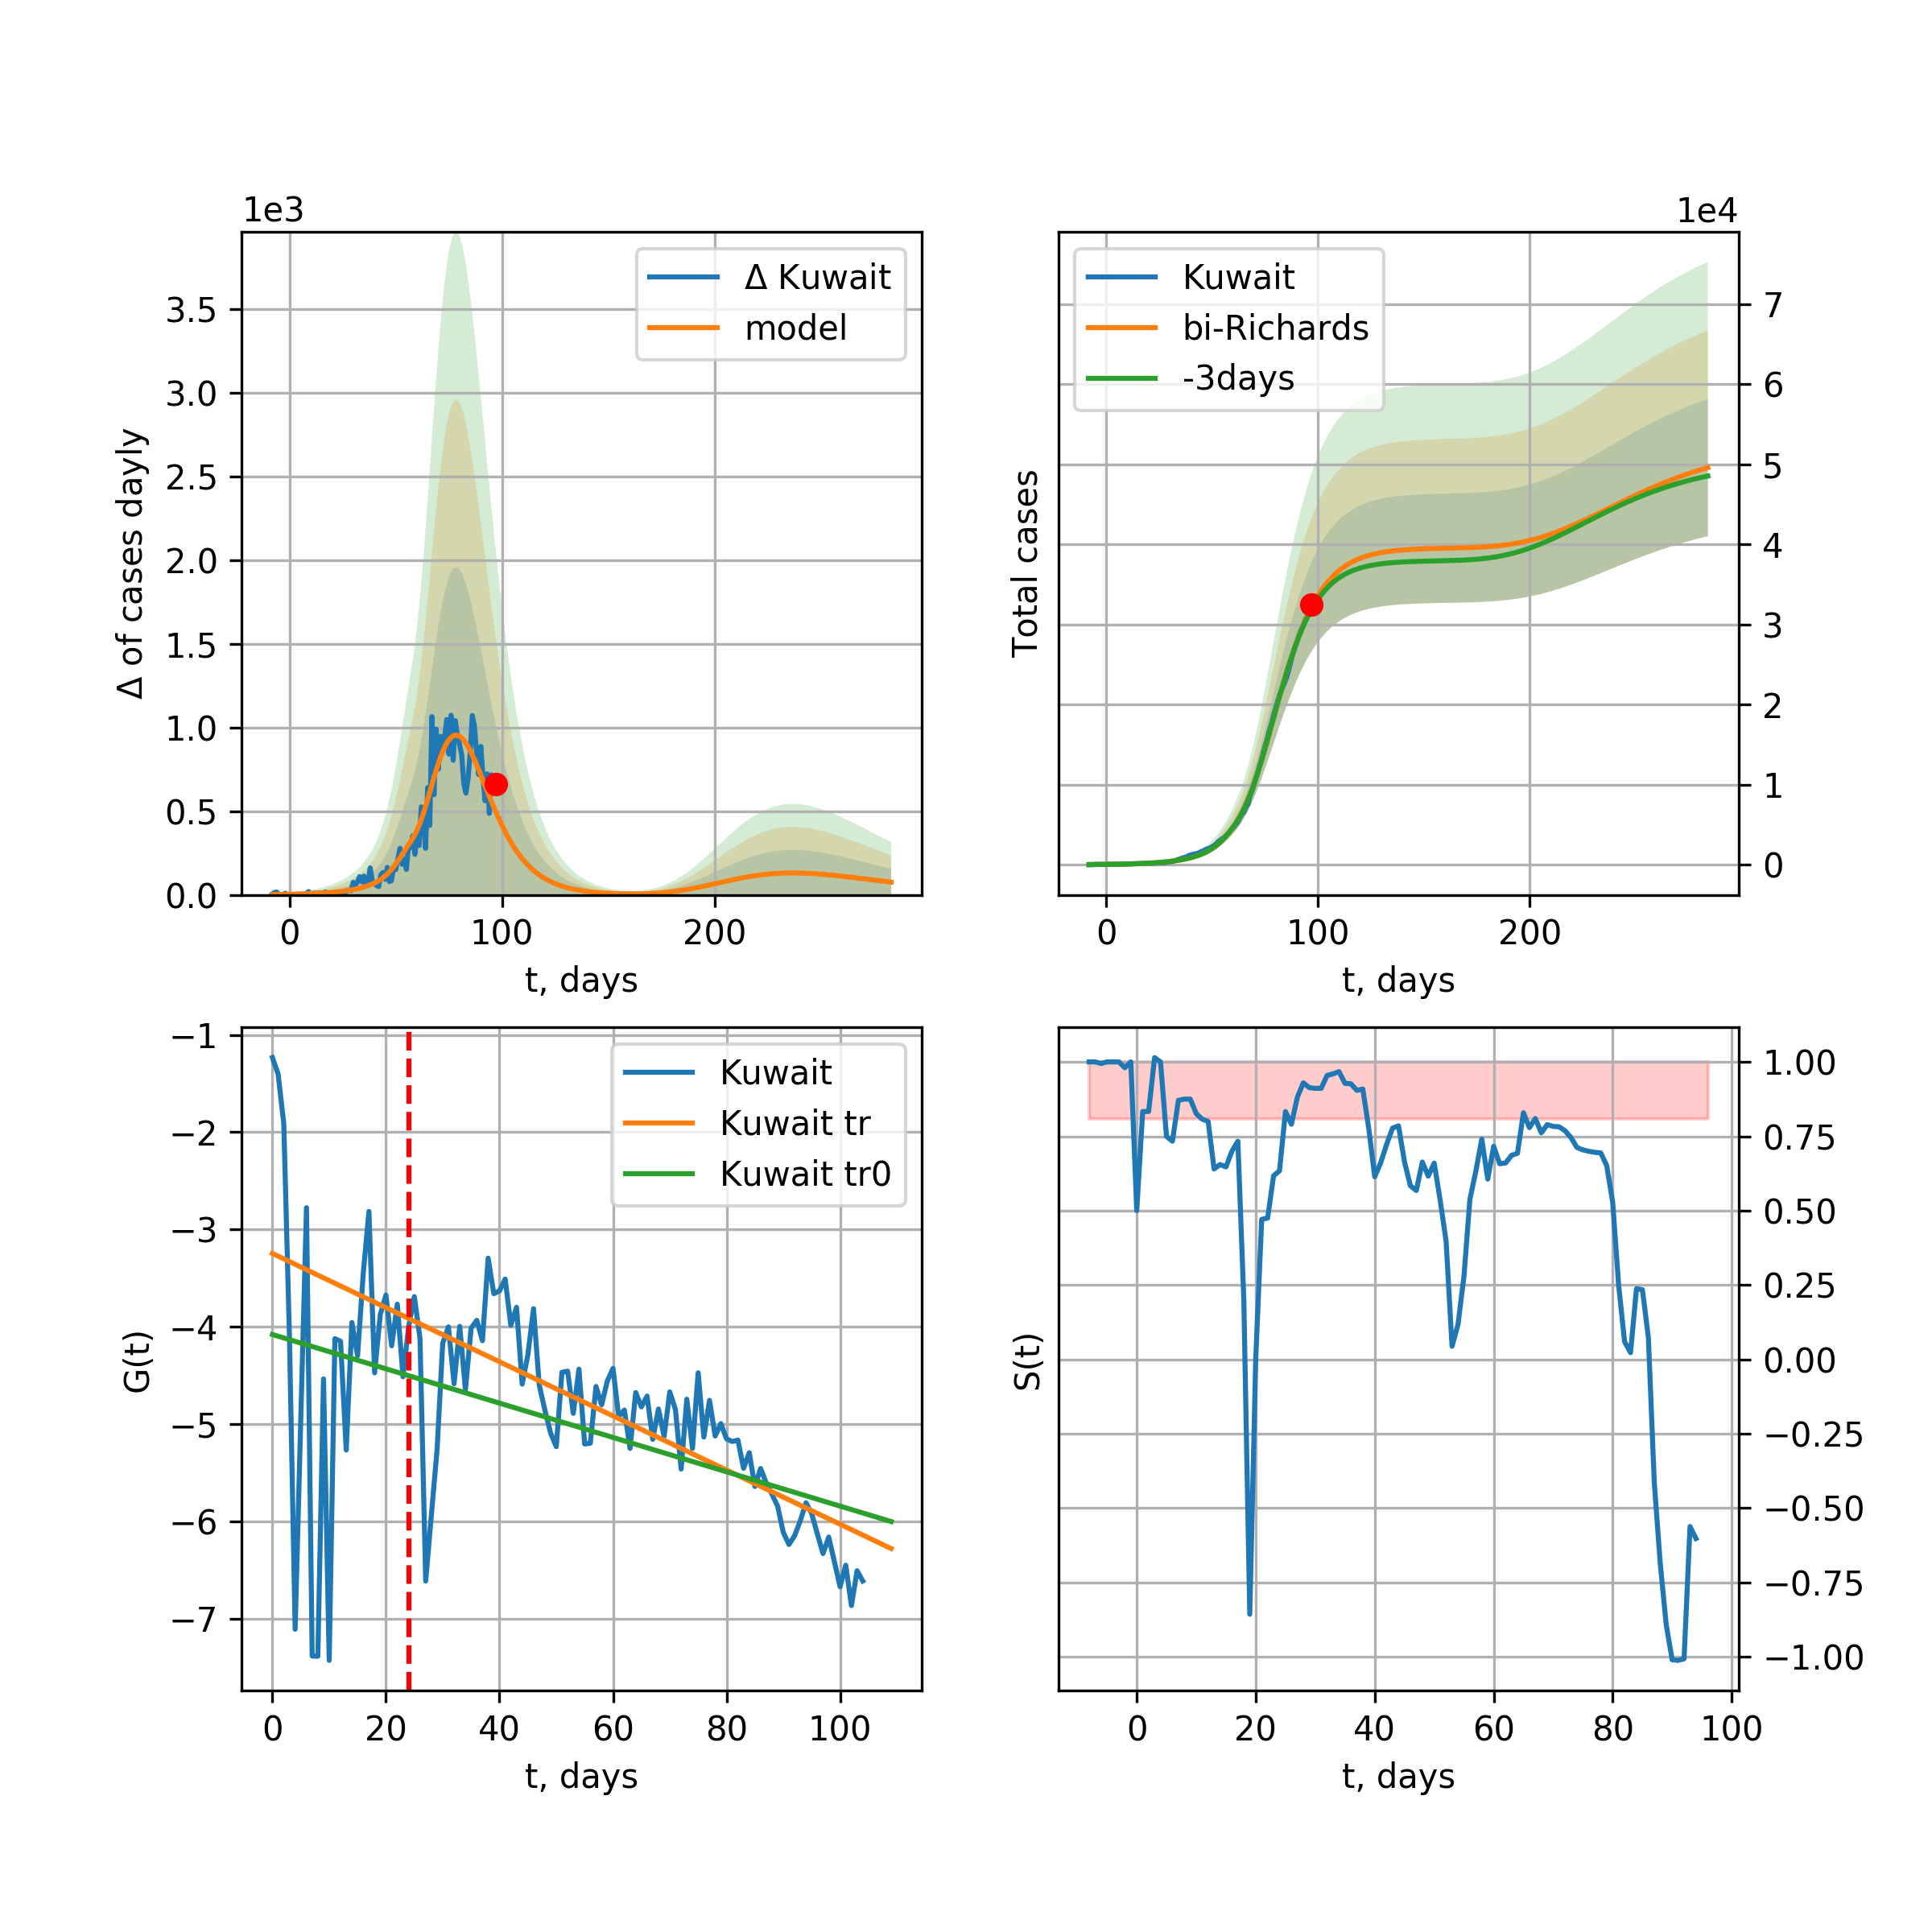 1e3
Δ of cases dayly
3.5
3.0
2.5
2.0
1.5
1.0
0.5
0.0
Δ Kuwait
model
0 100 200
t, days
1e4
Total cases
Kuwait
bi-Richards
-3days
7
6
5
4
3
2
1
0
0 100 200
t, days
G(t)
−1
−2
−3
−4
−5
−6
−7
Kuwait
Kuwait tr
Kuwait tr0
0 20 40 60 80 100
t, days
S(t)
1.00
0.75
0.50
0.25
0.00
−0.25
−0.50
−0.75
−1.00
0 20 40 60 80 100
t, days